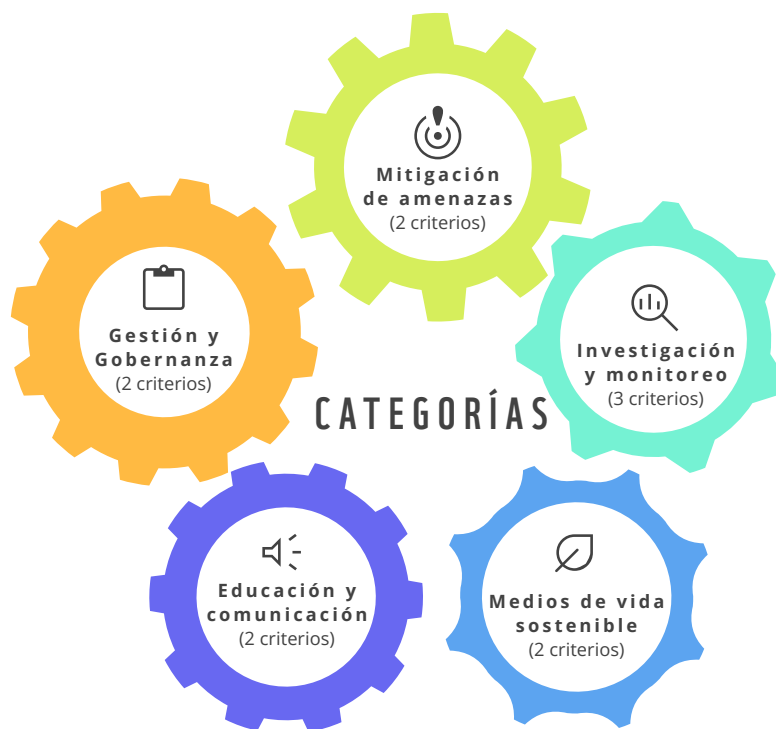 Mitigación
de amenazas
(2 criterios)
Gestión y
Gobernanza
(2 criterios)
Investigación
y monitoreo
(3 criterios)
CATEGORÍAS
Educación y
comunicación
(2 criterios)
Medios de vida
sostenible
(2 criterios)